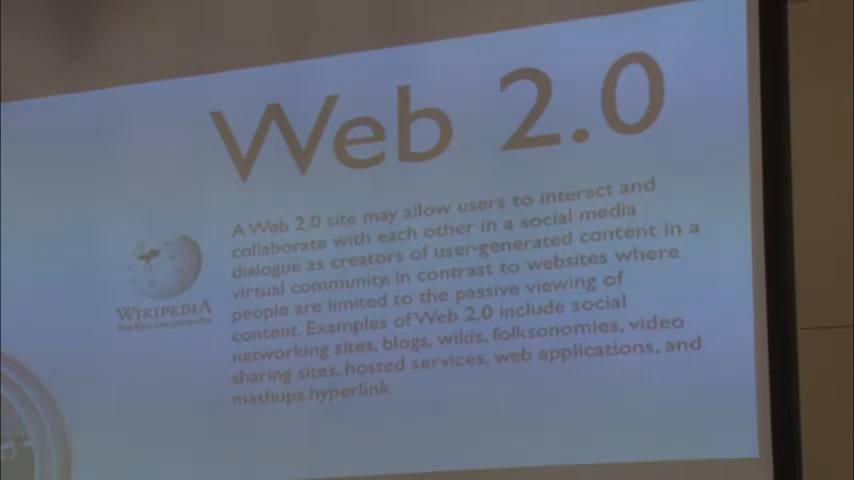 Web 2.0
A Web 2.0 site may allow users to interact and
collaborate with each other in a social media
dialogue as creators of user-generated content in a
virtual community, in contrast to websites where
people are limited to the passive viewing of
content. Examples of Web 2.0 include social
networking sites, blogs, wikis, folksonomies, video
sharing sites, hosted services, web applications, and
mashups.hyperlink
WIKIPEDIA
The Free Encyclopedia